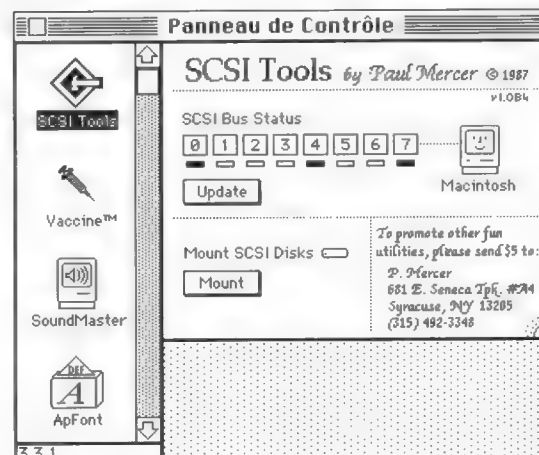 Panneau de Contrôle
SCSI Tools
Vaccine™
SoundMaster
DEF
A
ApFont
3.3.1
SCSI Tools by Paul Mercer © 1987
v1.0B4
SCSI Bus Status
0 1 2 3 4 5 6 7
Macintosh
Update
Mount SCSI Disks
Mount
To promote other fun
utilities, please send $5 to:
P. Mercer
681 E. Seneca Tpk. #A4
Syracuse, NY 13205
(315) 492-3348